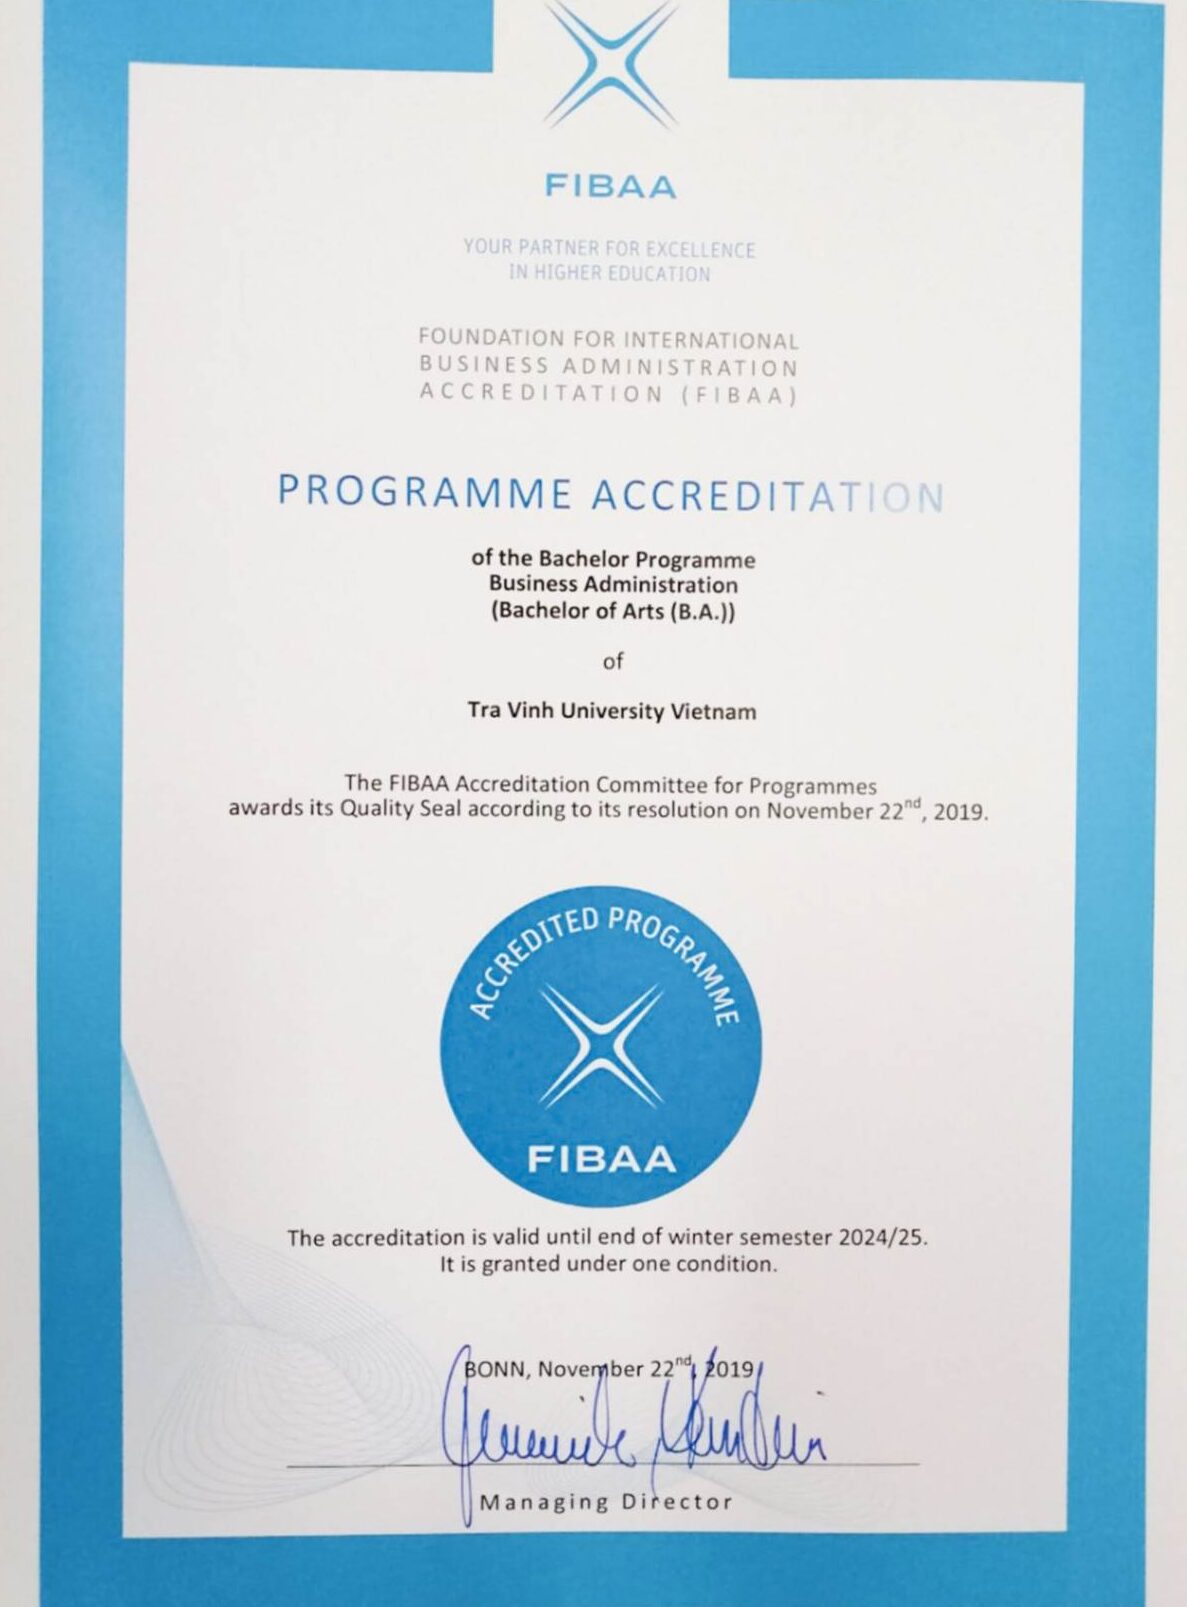 FIBAA
YOUR PARTNER FOR EXCELLENCE
IN HIGHER EDUCATION
FOUNDATION FOR INTERNATIONAL
BUSINESS ADMINISTRATION
ACCREDITATION (FIBAA)
PROGRAMME ACCREDITATION
of the Bachelor Programme
Business Administration
(Bachelor of Arts (B.A.))
of
Tra Vinh University Vietnam
The FIBAA Accreditation Committee for Programmes
awards its Quality Seal according to its resolution on November 22nd, 2019.
ACCREDITED PROGRAMME
FIBAA
The accreditation is valid until end of winter semester 2024/25.
It is granted under one condition.
BONN, November 22nd, 2019
Managing Director